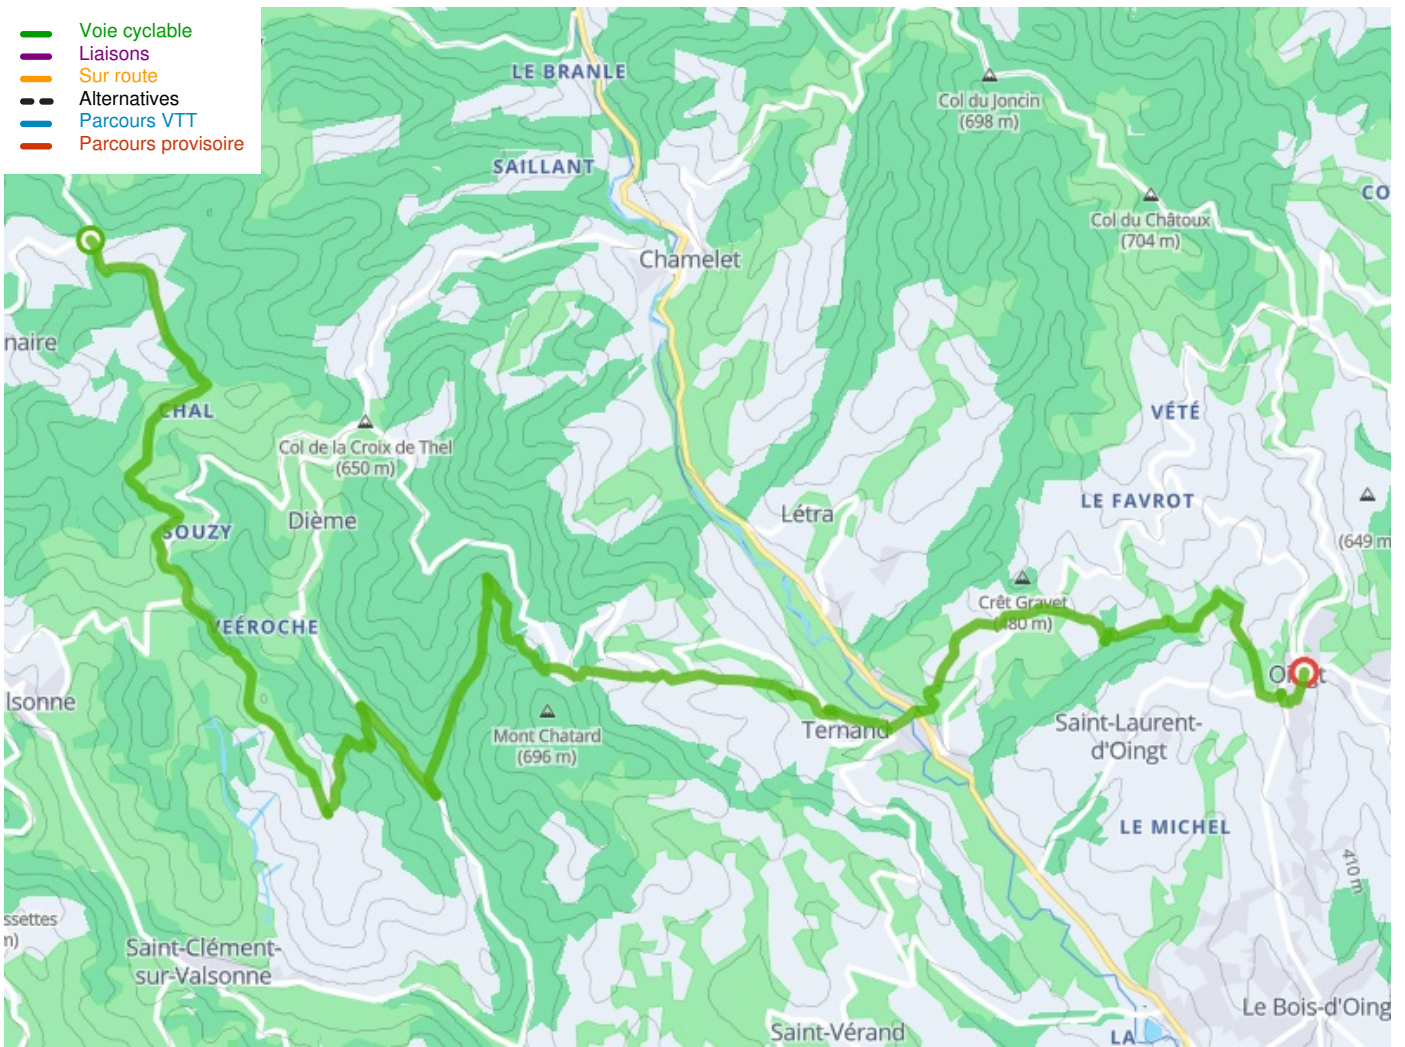 Voie cyclable
Liaisons
Sur route
Alternatives
Parcours VTT
Parcours provisoire
LE BRANLE
Col du Joncin
(698 m)
SAILLANT
CO
Col du Châtoux
(704 m)
Chamelet
naire
CHAL
VÉTÉ
Col de la Croix de Thel
(650 m)
LE FAVROT
Létra
Dième
SOUZY
(649 m
Crêt Gravet
(480 m)
VEÉROCHE
Oingt
lsonne
Mont Chatard
(696 m)
Ternand
Saint-Laurent-
d'Oingt
LE MICHEL
410 m
ssettes
m)
Saint-Clément-
sur-Valsonne
Le Bois-d'Oing
Saint-Vérand
LA